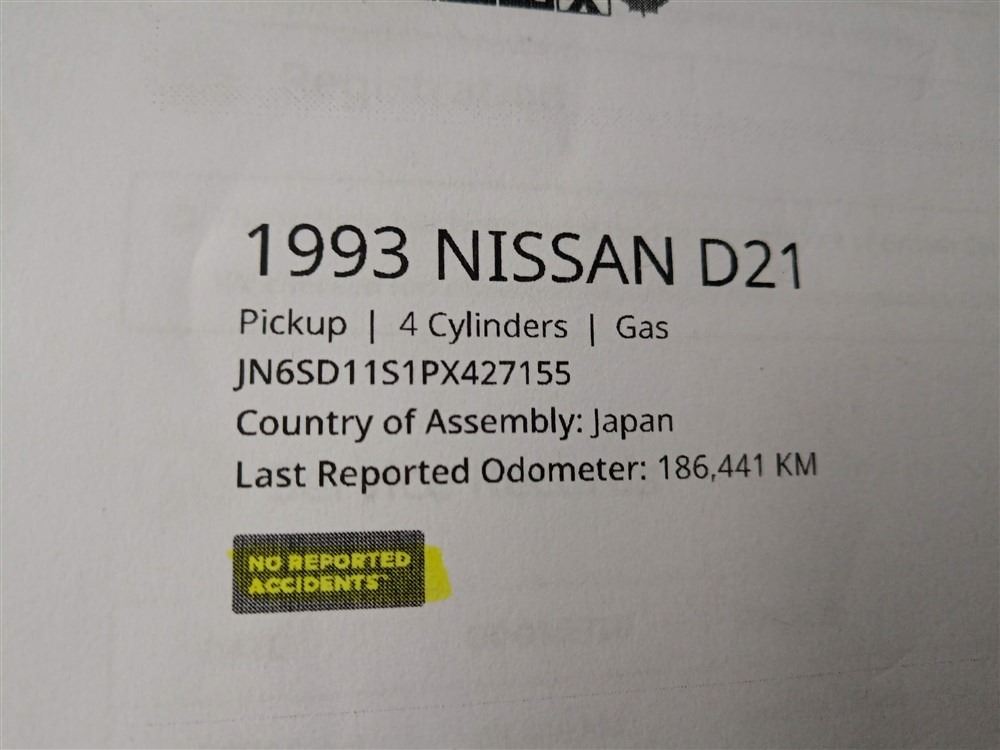 1993 NISSAN D21
Pickup | 4 Cylinders | Gas
JN6SD11S1PX427155
Country of Assembly: Japan
Last Reported Odometer: 186,441 KM
NO REPORTED
ACCIDENTS™